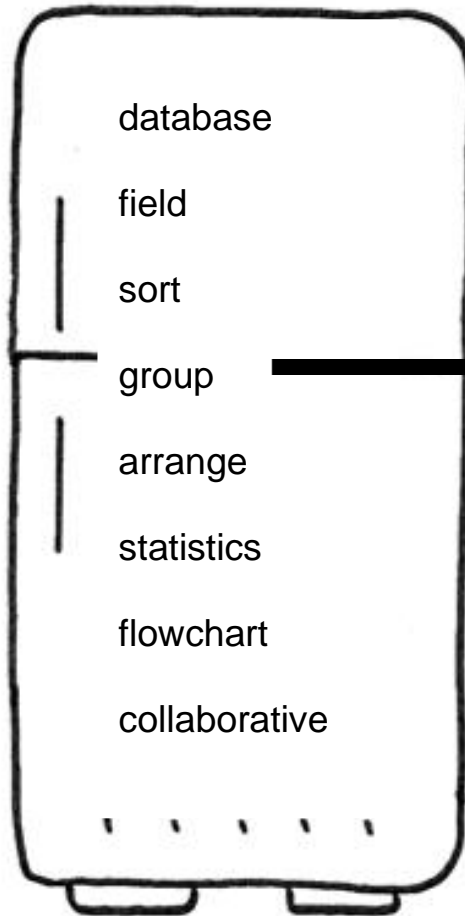 database
field
sort
group
arrange
statistics
flowchart
collaborative